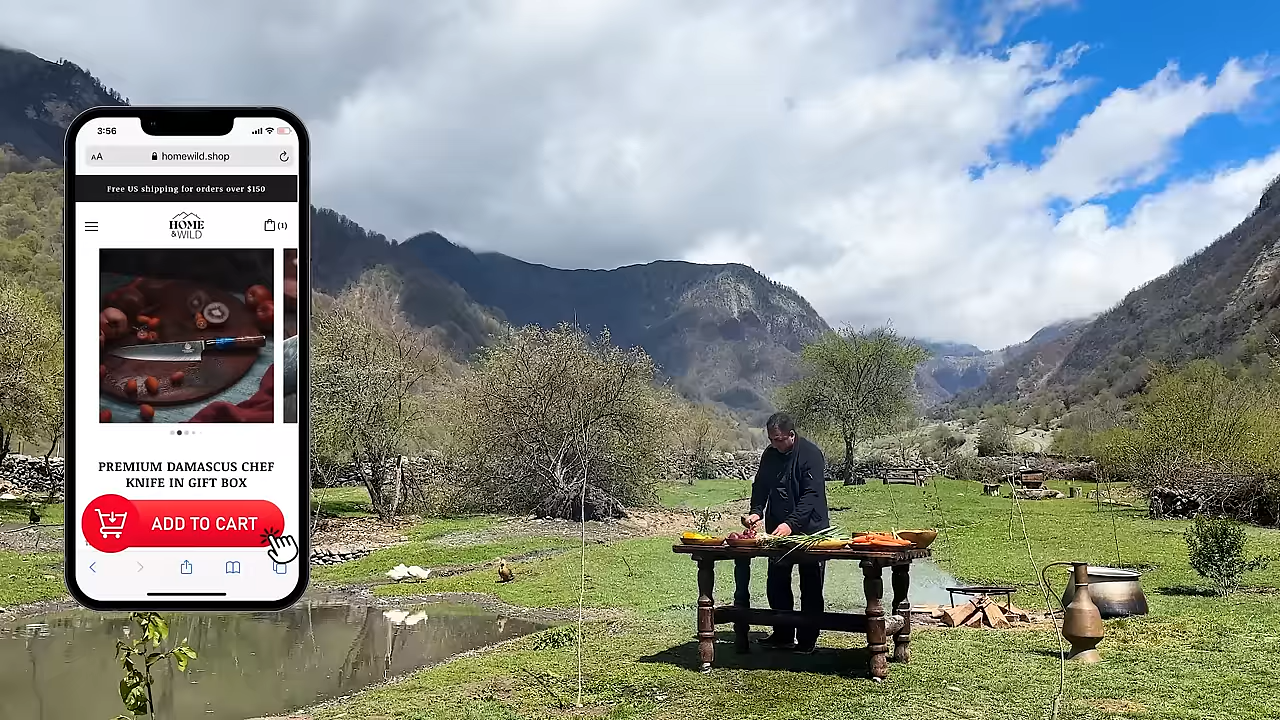 3:56
AA homewild.shop
Free US shipping for orders over $150
HOME
&WILD
(1)
PREMIUM DAMASCUS CHEF
KNIFE IN GIFT BOX
ADD TO CART